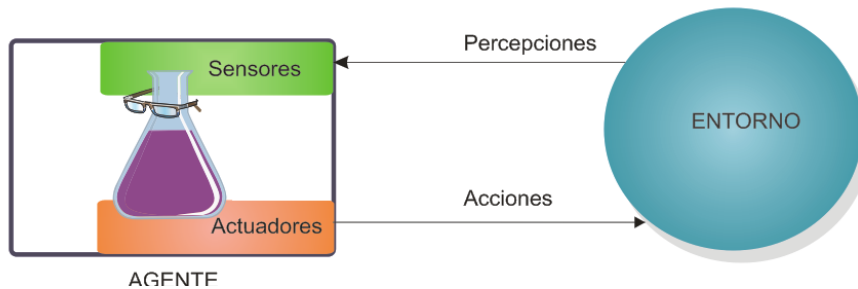 Percepciones
Sensores
ENTORNO
Acciones
Actuadores
AGENTE